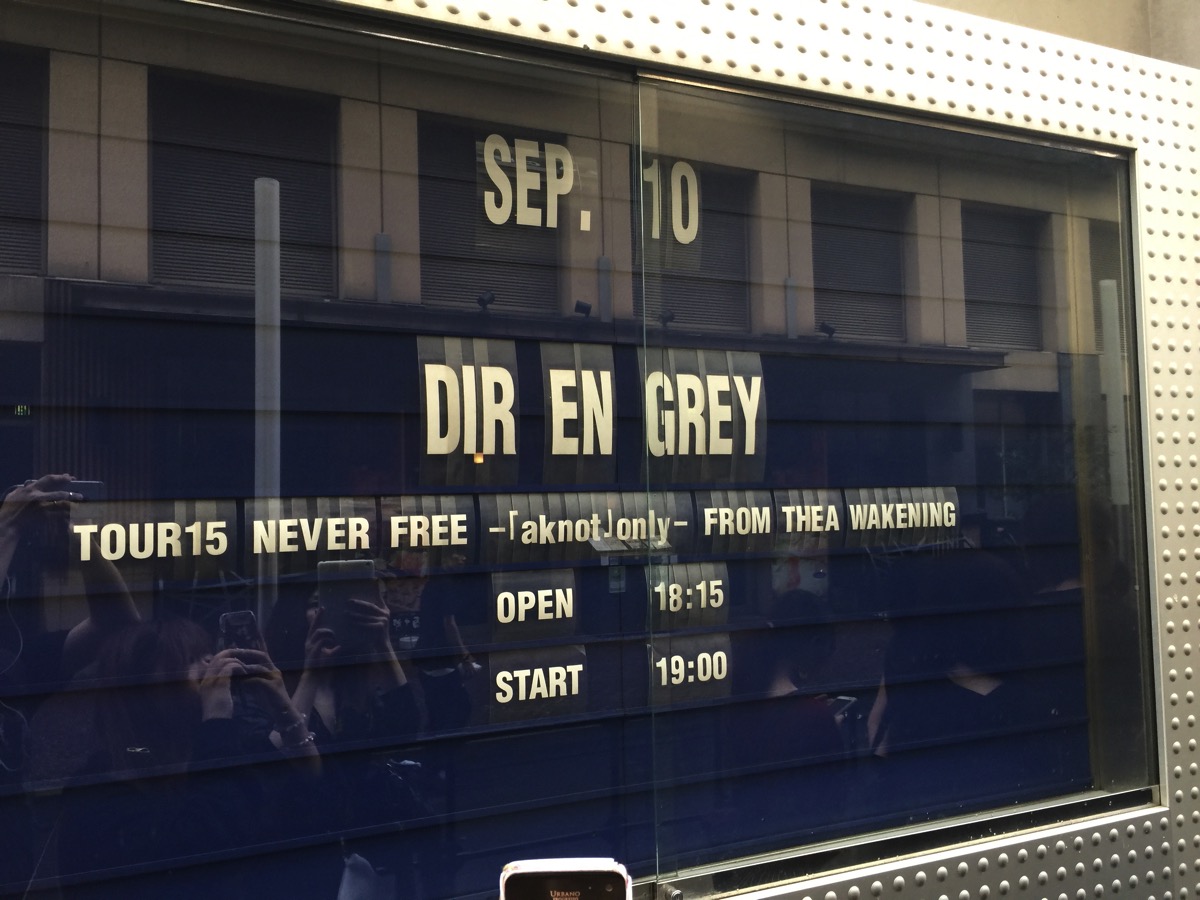 SEP. 10
DIR EN GREY
TOUR15 NEVER FREE -｢aknot｣only- FROM THEA WAKENING
OPEN 18:15
START 19:00
URBANO